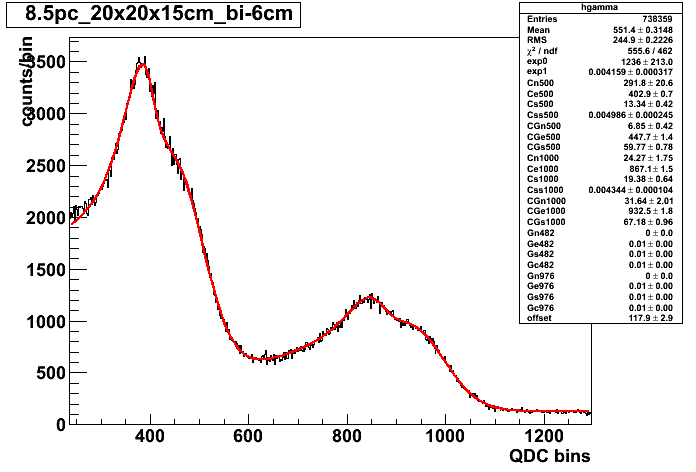 8.5pc_20x20x15cm_bi-6cm
hgamma
Entries 738359
Mean 551.4 ± 0.3148
RMS 244.9 ± 0.2226
χ² / ndf 555.6 / 462
exp0 1236 ± 213.0
exp1 0.004159 ± 0.000317
Cn500 291.8 ± 20.6
Ce500 402.9 ± 0.7
Cs500 13.34 ± 0.42
Css500 0.004986 ± 0.000245
CGn500 6.85 ± 0.42
CGe500 447.7 ± 1.4
CGs500 59.77 ± 0.78
Cn1000 24.27 ± 1.75
Ce1000 867.1 ± 1.5
Cs1000 19.38 ± 0.64
Css1000 0.004344 ± 0.000104
CGn1000 31.64 ± 2.01
CGe1000 932.5 ± 1.8
CGs1000 67.18 ± 0.96
Gn482 0 ± 0.0
Ge482 0.01 ± 0.00
Gs482 0.01 ± 0.00
Gc482 0.01 ± 0.00
Gn976 0 ± 0.0
Ge976 0.01 ± 0.00
Gs976 0.01 ± 0.00
Gc976 0.01 ± 0.00
offset 117.9 ± 2.9
counts/bin
3500
3000
2500
2000
1500
1000
500
0
400 600 800 1000 1200
QDC bins